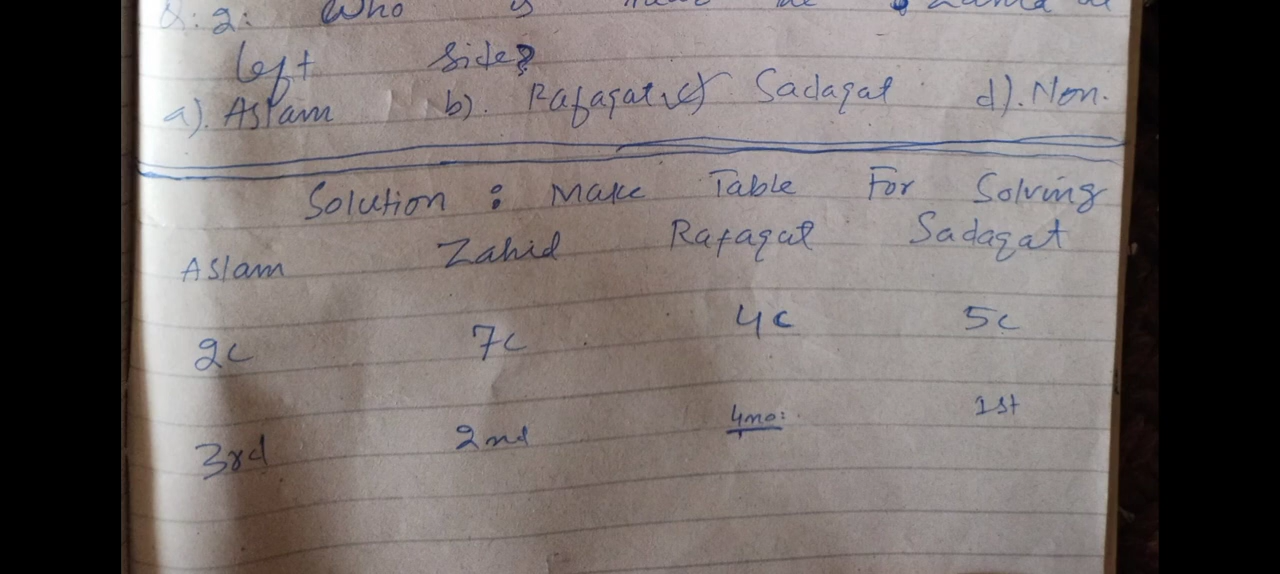 Q: 2: Who is
left side?
a). Aslam b). Rafaqat c) Sadaqat d). Non.
Solution : Make Table For Solving
Aslam Zahid Rafaqat Sadaqat
2c 7c 4c 5c
3rd 2nd 4no: 1st